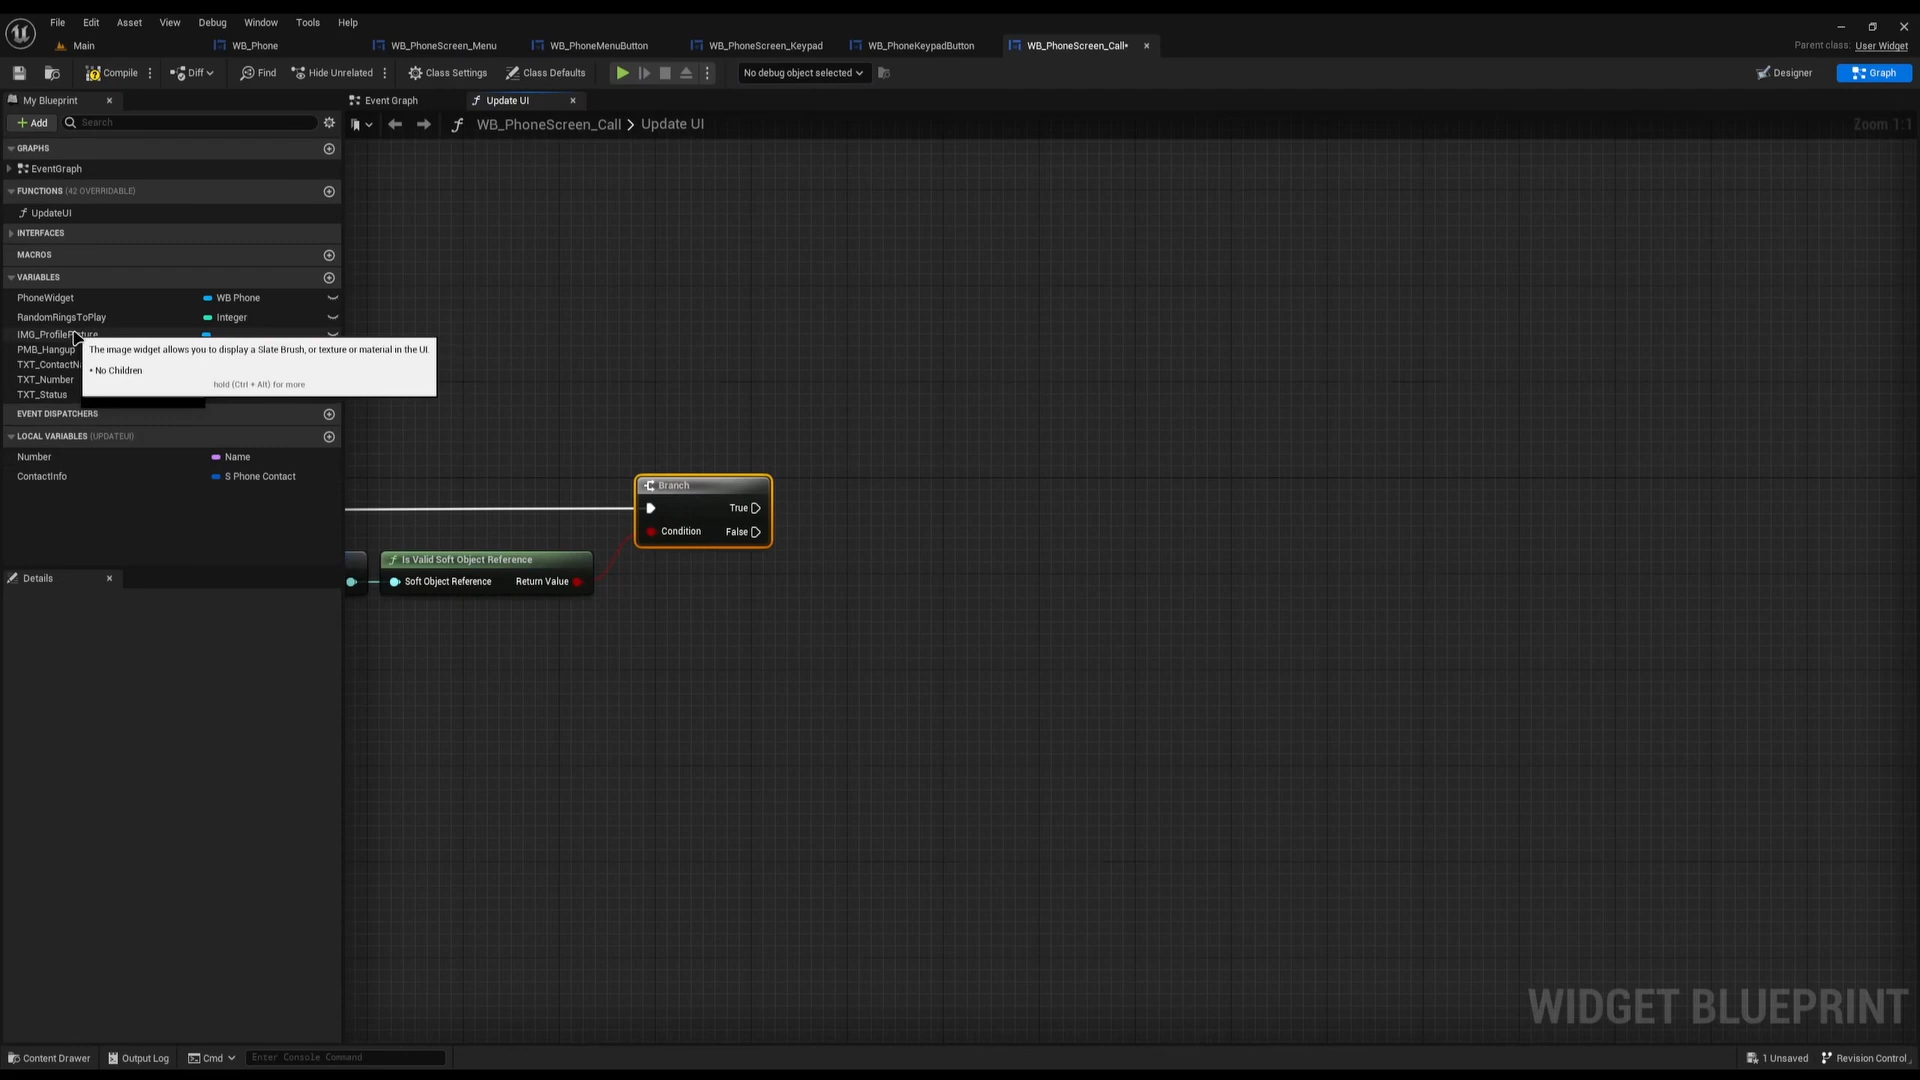 File Edit Asset View Debug Window Tools Help
Main WB_Phone WB_PhoneScreen_Menu WB_PhoneMenuButton WB_PhoneScreen_Keypad WB_PhoneKeypadButton WB_PhoneScreen_Call•
Parent class: User Widget
Compile Diff Find Hide Unrelated Class Settings Class Defaults No debug object selected Designer Graph
My Blueprint
Event Graph
Update UI
Add Search
WB_PhoneScreen_Call > Update UI
Zoom 1:1
GRAPHS
EventGraph
FUNCTIONS (42 OVERRIDABLE)
UpdateUI
INTERFACES
MACROS
VARIABLES
PhoneWidget WB Phone
RandomRingsToPlay Integer
IMG_ProfilePicture
PMB_Hangup
TXT_ContactN
TXT_Number
TXT_Status
The image widget allows you to display a Slate Brush, or texture or material in the UI.
• No Children
hold (Ctrl + Alt) for more
EVENT DISPATCHERS
LOCAL VARIABLES (UPDATEUI)
Number Name
ContactInfo S Phone Contact
Branch
True
Condition False
Is Valid Soft Object Reference
Soft Object Reference Return Value
Details
WIDGET BLUEPRINT
Content Drawer Output Log Cmd Enter Console Command
1 Unsaved Revision Control